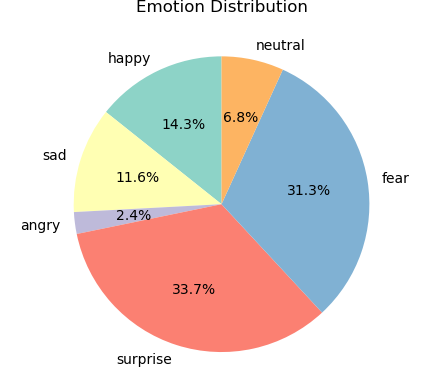 Emotion Distribution
neutral
happy
6.8%
14.3%
sad
11.6%
fear
31.3%
angry
2.4%
33.7%
surprise